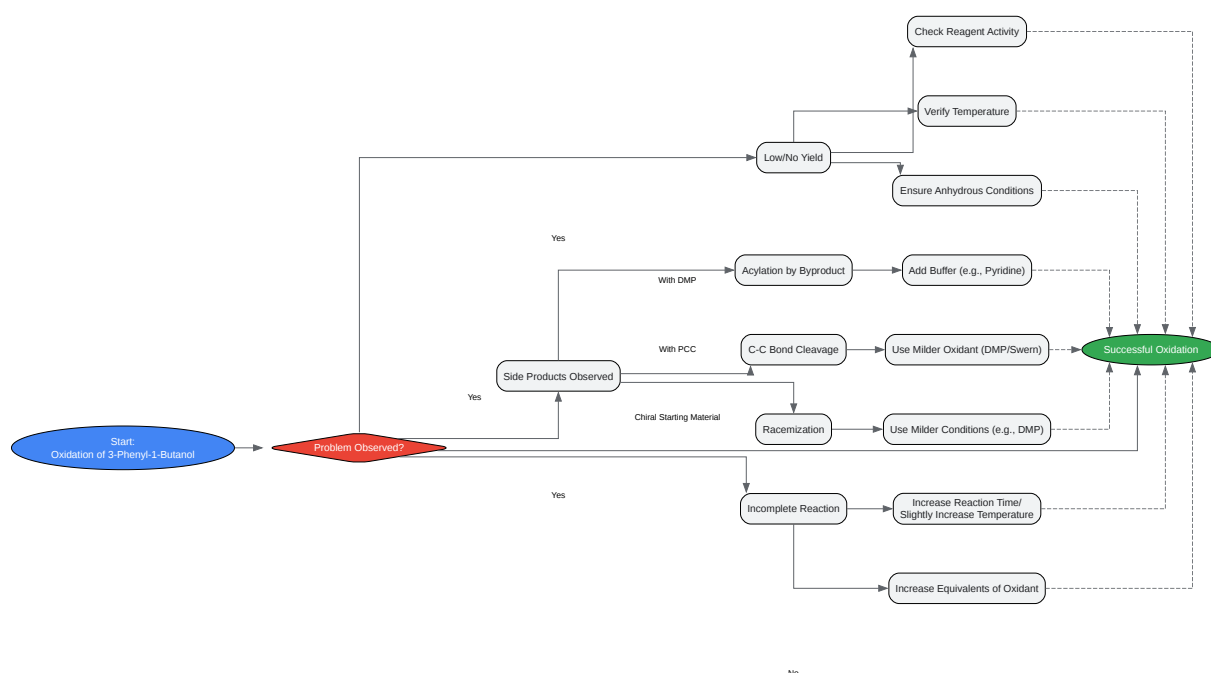 Check Reagent Activity
Verify Temperature
Low/No Yield
Ensure Anhydrous Conditions
Yes
Acylation by Byproduct
Add Buffer (e.g., Pyridine)
With DMP
With PCC
C-C Bond Cleavage
Use Milder Oxidant (DMP/Swern)
Successful Oxidation
Side Products Observed
Yes
Chiral Starting Material
Racemization
Use Milder Conditions (e.g., DMP)
Start:
Oxidation of 3-Phenyl-1-Butanol
Problem Observed?
Yes
Incomplete Reaction
Increase Reaction Time/
Slightly Increase Temperature
Increase Equivalents of Oxidant
No